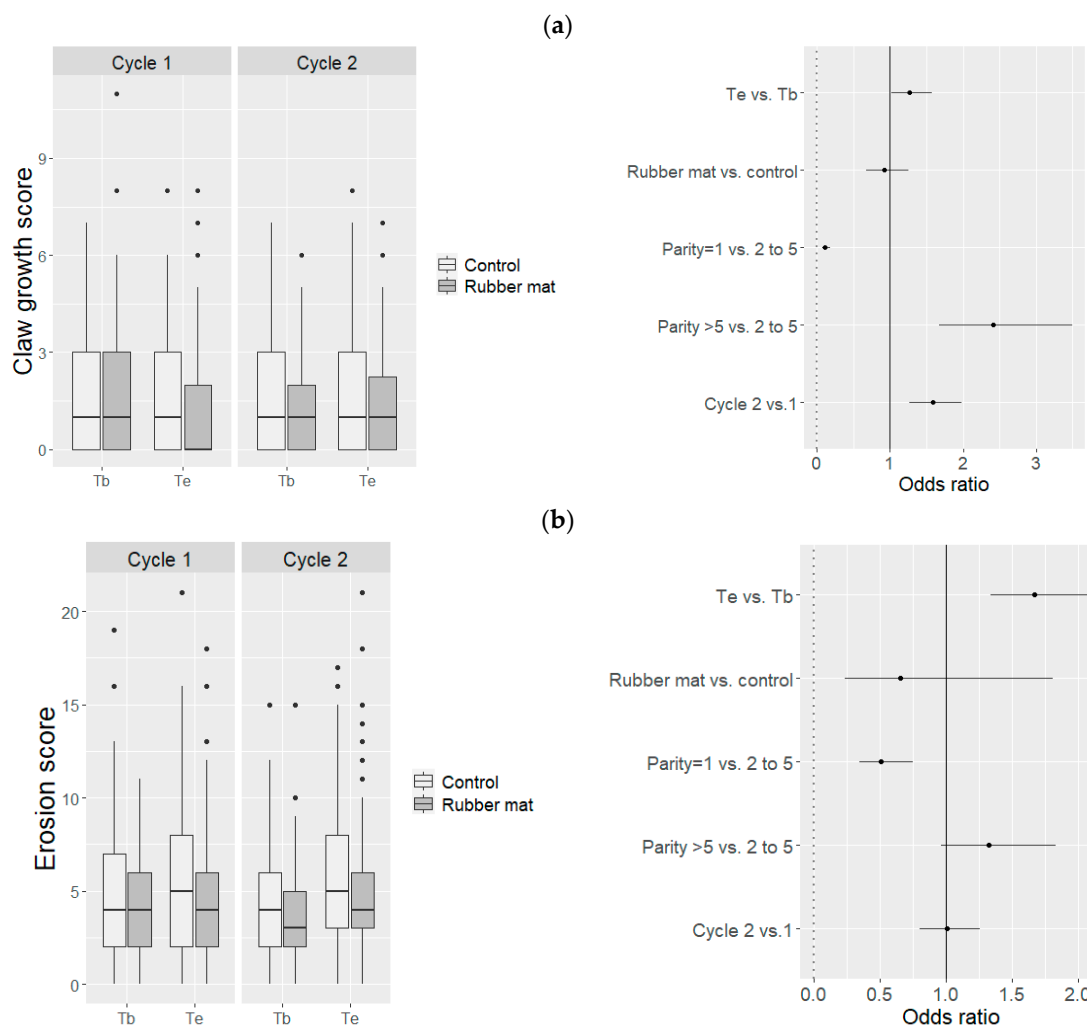 (a)
Cycle 1
Cycle 2
Claw growth score
9
6
3
0
Tb
Te
Tb
Te
Control
Rubber mat
Te vs. Tb
Rubber mat vs. control
Parity=1 vs. 2 to 5
Parity >5 vs. 2 to 5
Cycle 2 vs.1
0
1
2
3
Odds ratio
(b)
Cycle 1
Cycle 2
Erosion score
20
15
10
5
0
Tb
Te
Tb
Te
Control
Rubber mat
Te vs. Tb
Rubber mat vs. control
Parity=1 vs. 2 to 5
Parity >5 vs. 2 to 5
Cycle 2 vs.1
0.0
0.5
1.0
1.5
2.0
Odds ratio